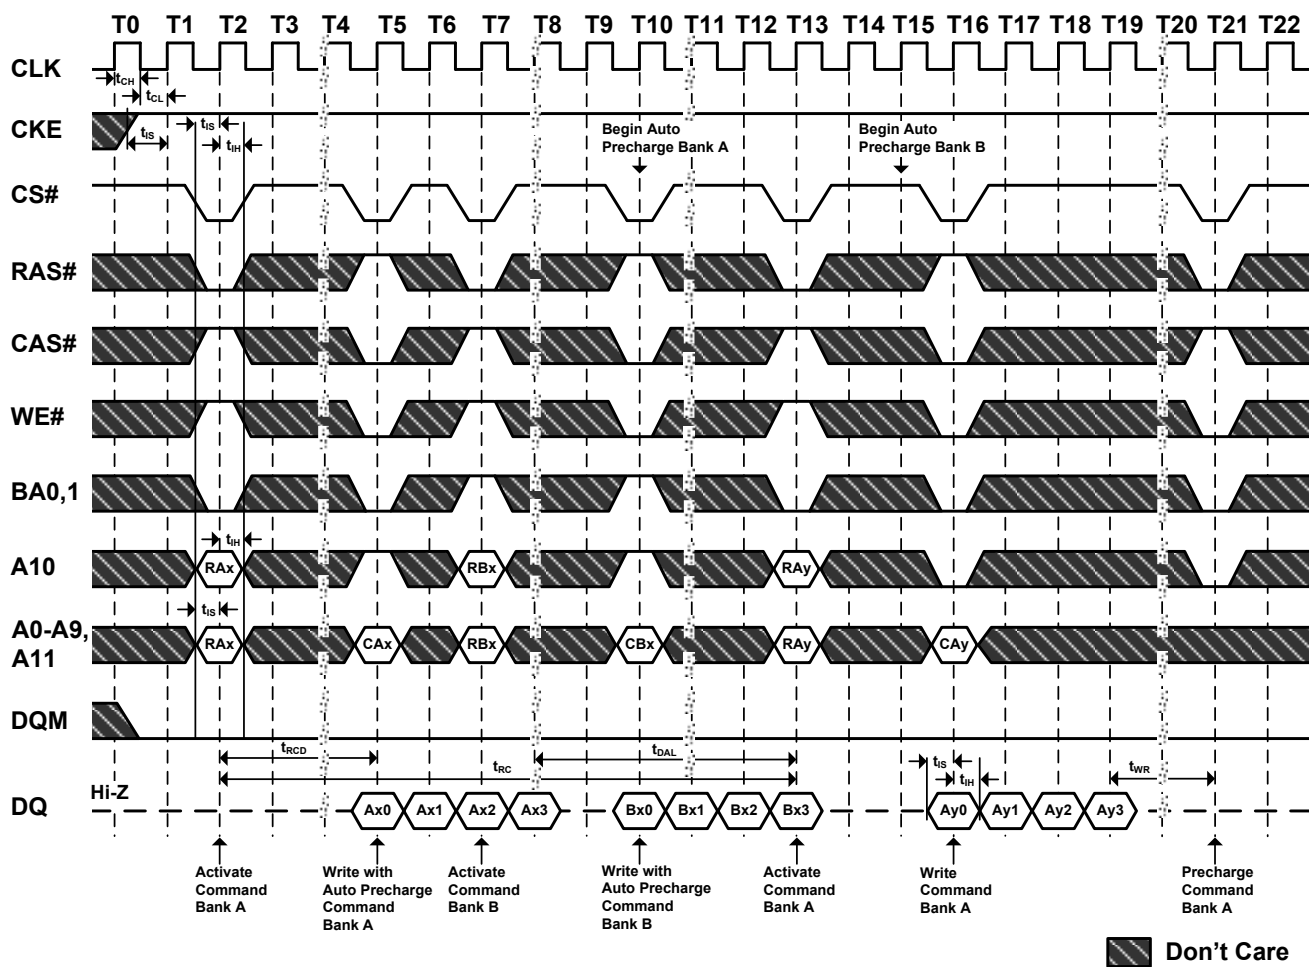 T0 T1 T2 T3 T4 T5 T6 T7 T8 T9 T10 T11 T12 T13 T14 T15 T16 T17 T18 T19 T20 T21 T22
CLK
tCH
tCL
CKE
tIS
tIS
tIH
Begin Auto
Precharge Bank A
Begin Auto
Precharge Bank B
CS#
RAS#
CAS#
WE#
BA0,1
tIH
A10
RAx
RBx
RAy
tIS
A0-A9,
A11
RAx
CAx
RBx
CBx
RAy
CAy
DQM
tRCD
tDAL
tRC
tIS
tIH
tWR
Hi-Z
DQ
Ax0 Ax1 Ax2 Ax3 Bx0 Bx1 Bx2 Bx3 Ay0 Ay1 Ay2 Ay3
Activate
Command
Bank A
Write with
Auto Precharge
Command
Bank A
Activate
Command
Bank B
Write with
Auto Precharge
Command
Bank B
Activate
Command
Bank A
Write
Command
Bank A
Precharge
Command
Bank A
Don't Care